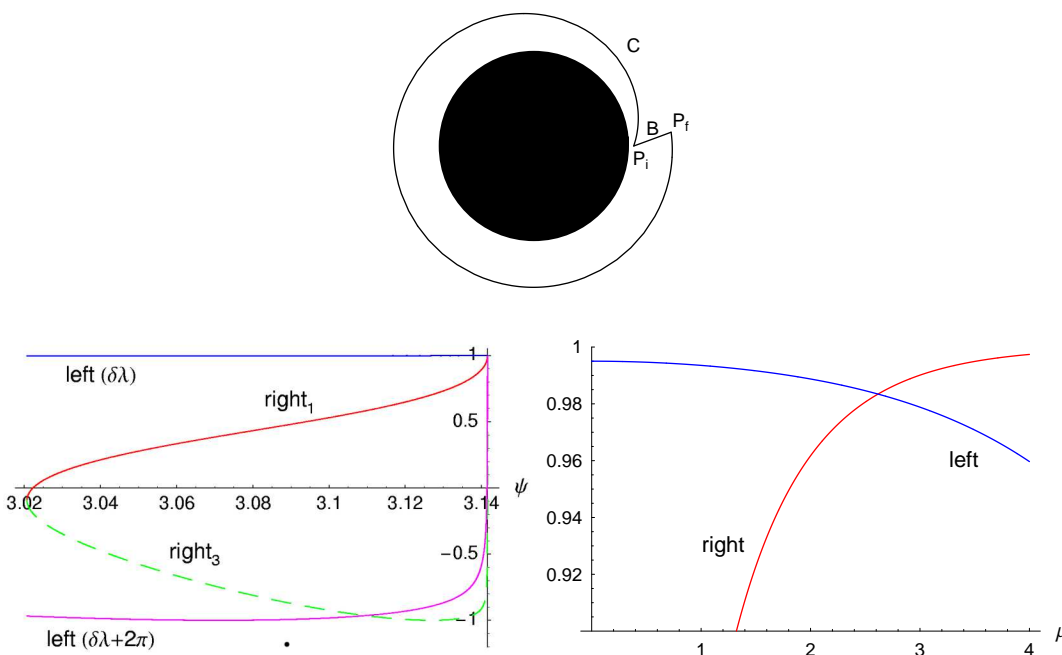 C
B
P_f
P_i
1
left (δλ)
right_1
0.5
ψ
3.02 3.04 3.06 3.08 3.1 3.12 3.14
right_3
−0.5
−1
left (δλ+2π)
1
0.98
0.96
left
0.94
right
0.92
1 2 3 4